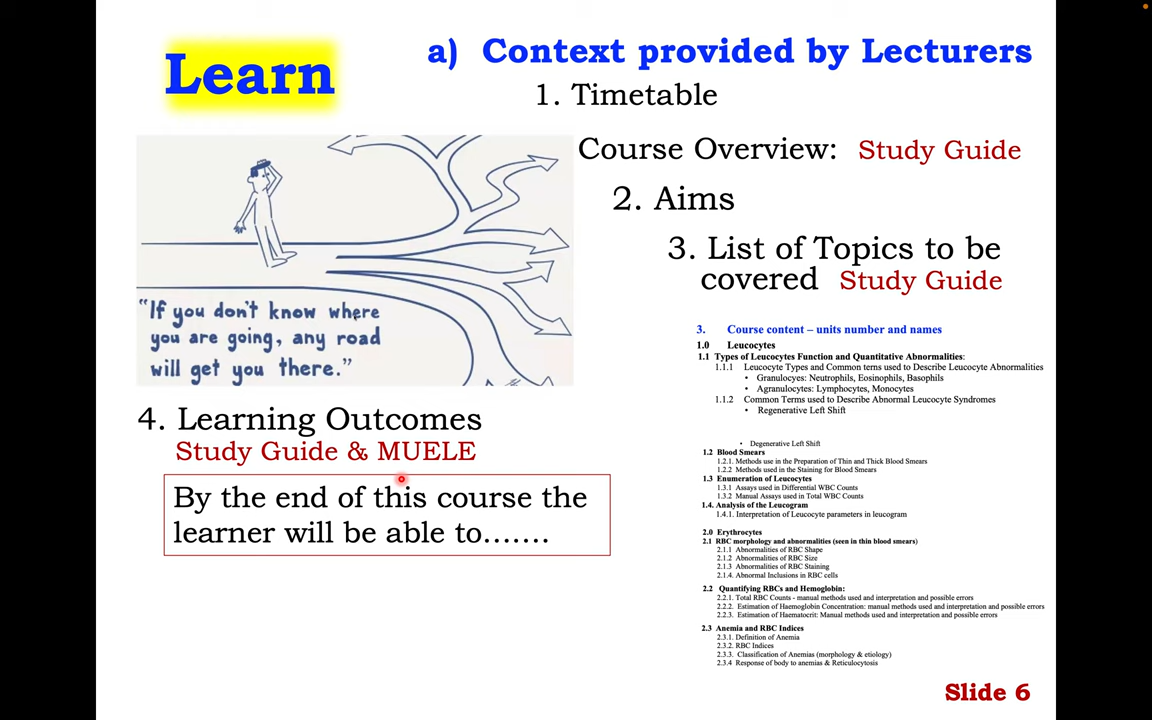 Learn
a) Context provided by Lecturers
1. Timetable
Course Overview: Study Guide
2. Aims
3. List of Topics to be
covered Study Guide
"If you don't know where
you are going, any road
will get you there."
4. Learning Outcomes
Study Guide & MUELE
By the end of this course the
learner will be able to.......
3. Course content – units number and names
1.0 Leucocytes
1.1 Types of Leucocytes Function and Quantitative Abnormalities:
1.1.1 Leucocyte Types and Common tems used to Describe Leucocyte Abnormalities
• Granulocyes: Neutrophils, Eosinophils, Basophils
• Agranulocytes: Lymphocytes, Monocytes
1.1.2 Common Terms used to Describe Abnormal Leucocyte Syndromes
• Regenerative Left Shift
• Degenerative Left Shift
1.2 Blood Smears
1.2.1. Methods use in the Preparation of Thin and Thick Blood Smears
1.2.2 Methods used in the Staining for Blood Smears
1.3 Enumeration of Leucocytes
1.3.1 Assays used in Differential WBC Counts
1.3.2 Manual Assays used in Total WBC Counts
1.4. Analysis of the Leucogram
1.4.1. Interpretation of Leucocyte parameters in leucogram
2.0 Erythrocytes
2.1 RBC morphology and abnormalities (seen in thin blood smears)
2.1.1 Abnormalities of RBC Shape
2.1.2 Abnormalities of RBC Size
2.1.3 Abnormalities of RBC Staining
2.1.4. Abnormal Inclusions in RBC cells
2.2 Quantifying RBCs and Hemoglobin:
2.2.1. Total RBC Counts - manual methods used and interpretation and possible errors
2.2.2. Estimation of Haemoglobin Concentration: manual methods used and interpretation and possible errors
2.2.3. Estimation of Haematocrit: Manual methods used and interpretation and possible errors
2.3 Anemia and RBC Indices
2.3.1. Definition of Anemia
2.3.2. RBC Indices
2.3.3. Classification of Anemias (morphology & etiology)
2.3.4 Response of body to anemias & Reticulocytosis
Slide 6